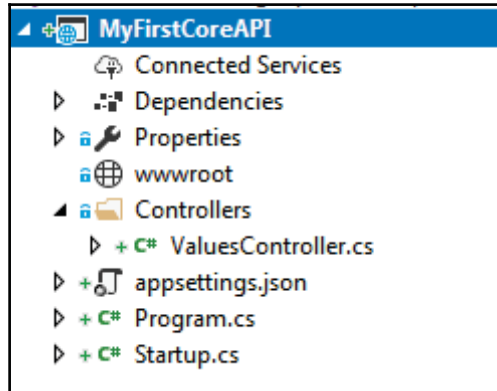 MyFirstCoreAPI
Connected Services
Dependencies
Properties
wwwroot
Controllers
C# ValuesController.cs
appsettings.json
C# Program.cs
C# Startup.cs